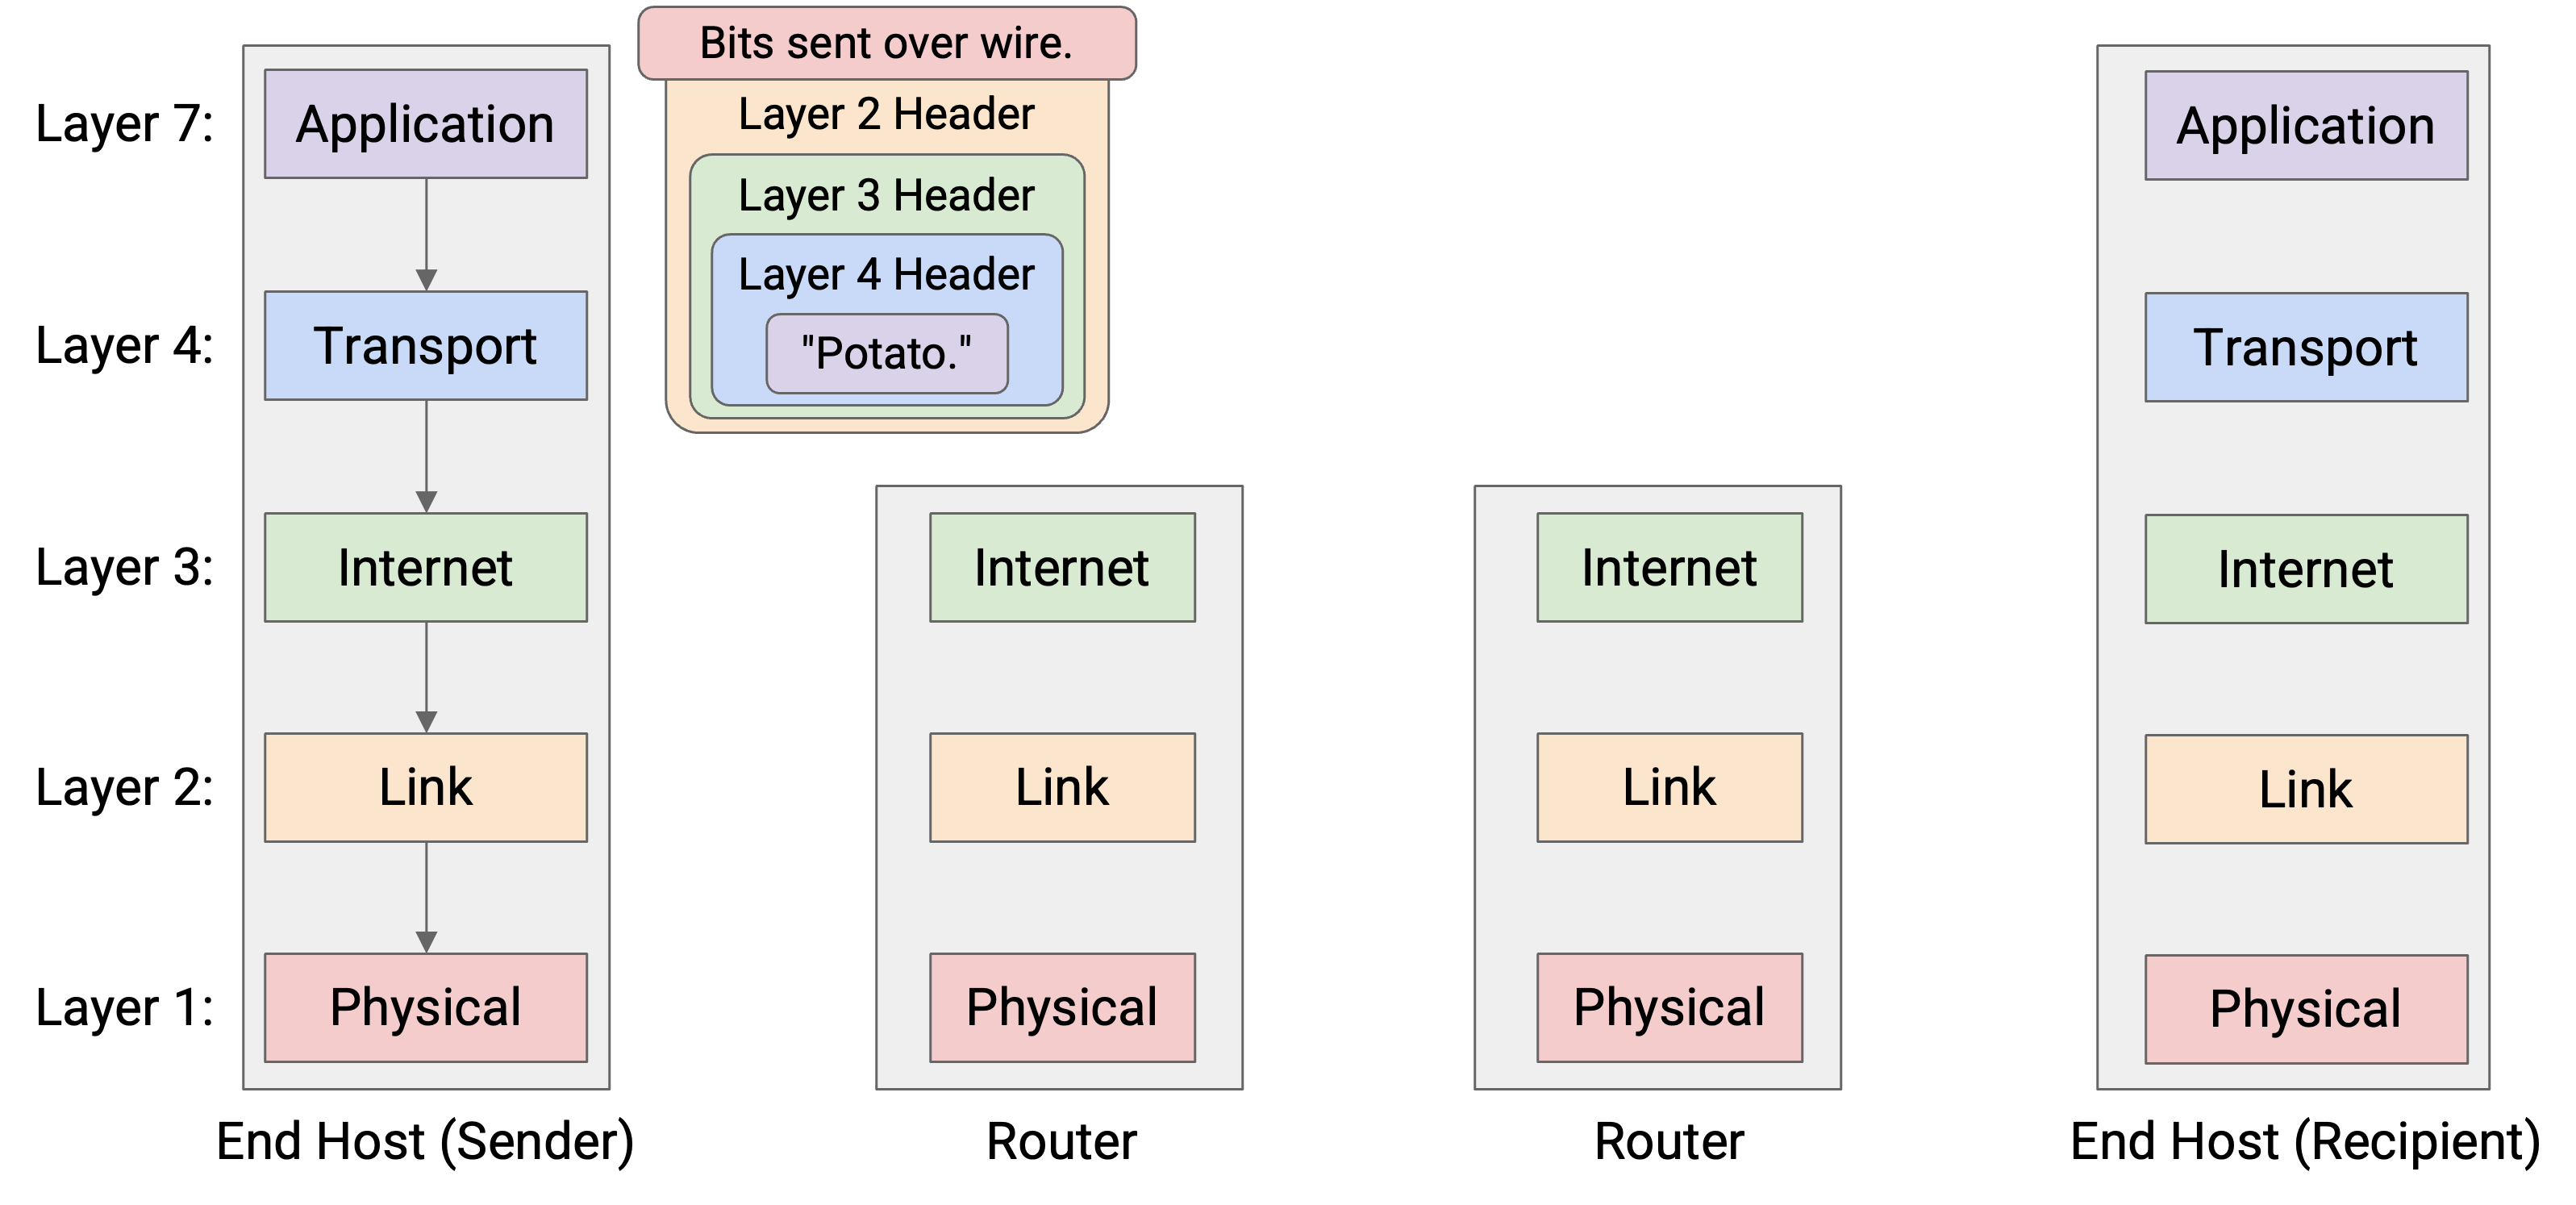 Bits sent over wire.
Layer 2 Header
Layer 3 Header
Layer 4 Header
"Potato."
Layer 7:
Application
Application
Layer 4:
Transport
Transport
Layer 3:
Internet
Internet
Internet
Internet
Layer 2:
Link
Link
Link
Link
Layer 1:
Physical
Physical
Physical
Physical
End Host (Sender)
Router
Router
End Host (Recipient)